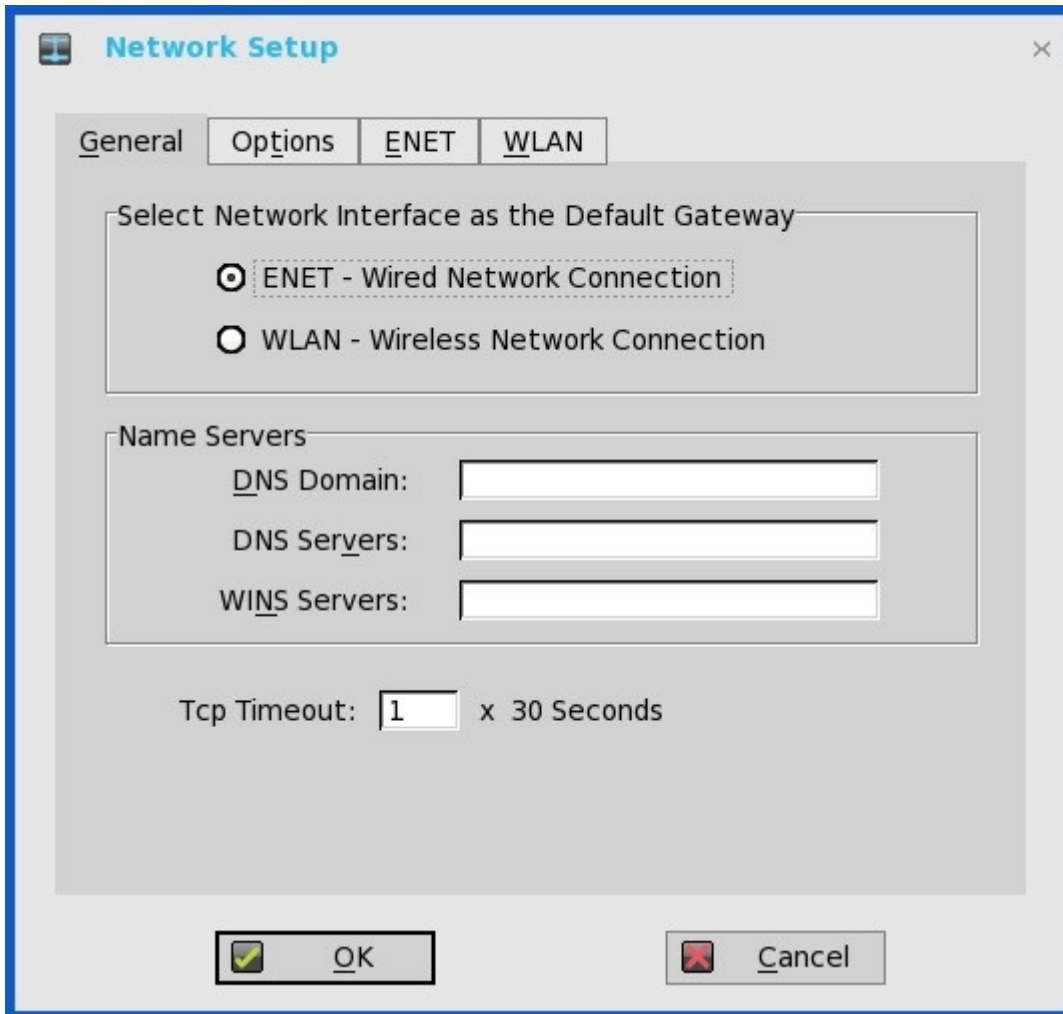 Network Setup
General Options ENET WLAN
Select Network Interface as the Default Gateway
ENET - Wired Network Connection
WLAN - Wireless Network Connection
Name Servers
DNS Domain:
DNS Servers:
WINS Servers:
Tcp Timeout: 1 x 30 Seconds
OK Cancel